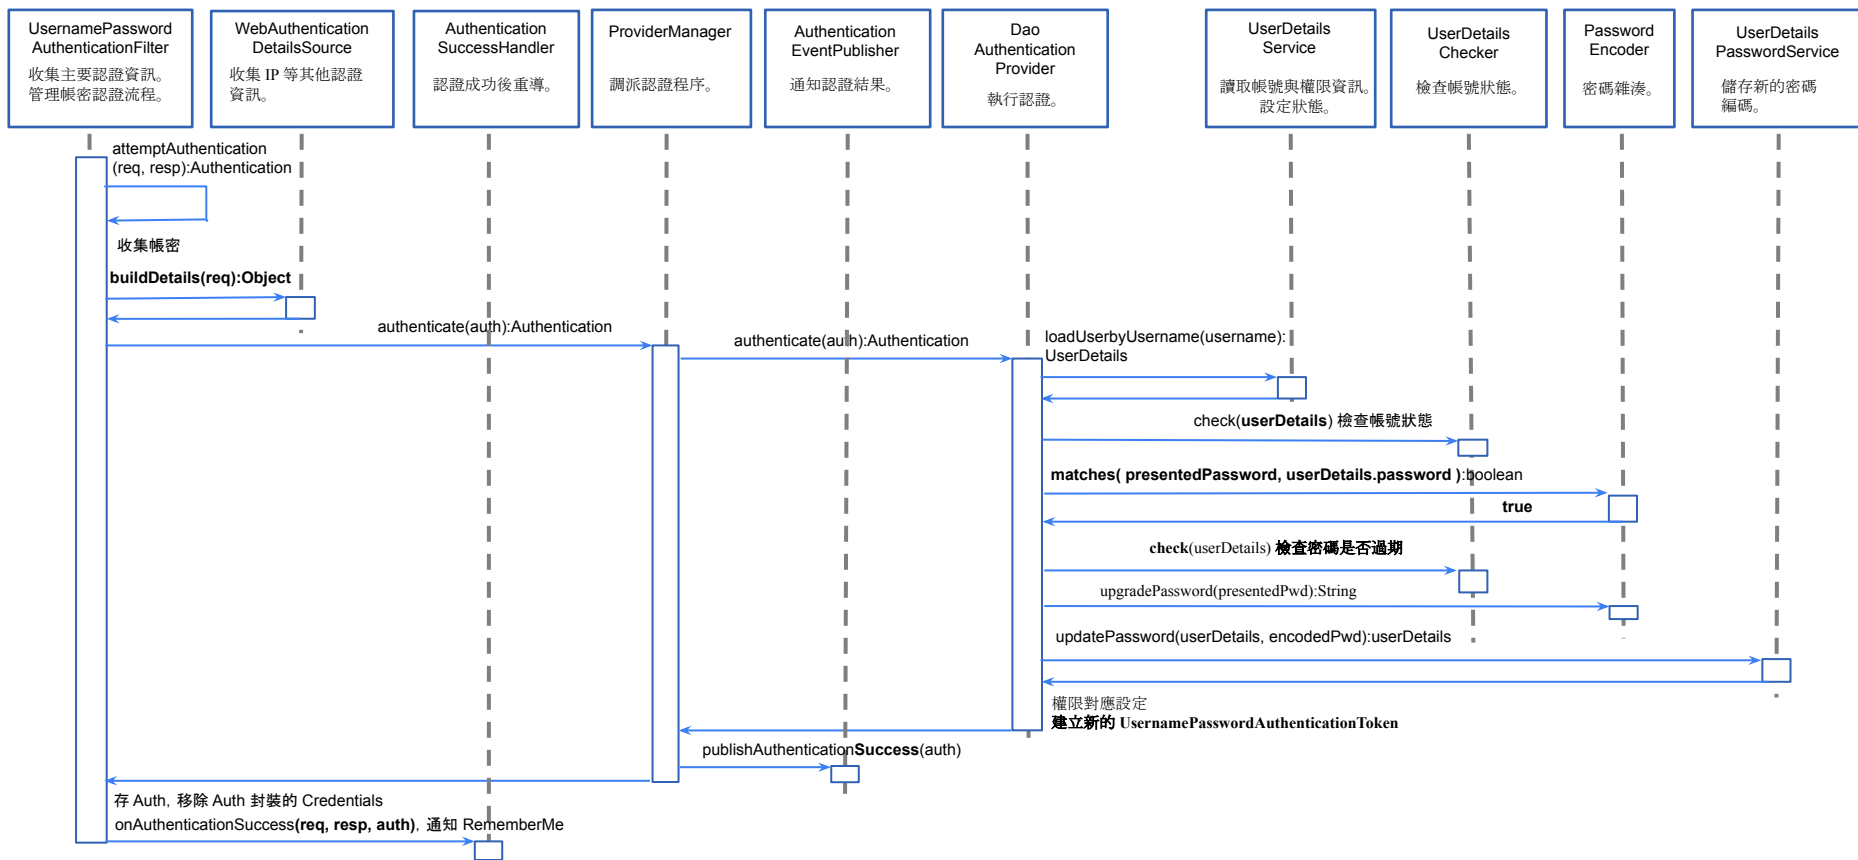 UsernamePassword
AuthenticationFilter
收集主要認證資訊。
管理帳密認證流程。
WebAuthentication
DetailsSource
收集 IP 等其他認證
資訊。
Authentication
SuccessHandler
認證成功後重導。
ProviderManager
調派認證程序。
Authentication
EventPublisher
通知認證結果。
Dao
Authentication
Provider
執行認證。
UserDetails
Service
讀取帳號與權限資訊。
設定狀態。
UserDetails
Checker
檢查帳號狀態。
Password
Encoder
密碼雜湊。
UserDetails
PasswordService
儲存新的密碼
編碼。
attemptAuthentication
(req, resp):Authentication
收集帳密
buildDetails(req):Object
authenticate(auth):Authentication
authenticate(auth):Authentication
loadUserbyUsername(username):
UserDetails
check(userDetails) 檢查帳號狀態
matches( presentedPassword, userDetails.password ):boolean
true
check(userDetails) 檢查密碼是否過期
upgradePassword(presentedPwd):String
updatePassword(userDetails, encodedPwd):userDetails
權限對應設定
建立新的 UsernamePasswordAuthenticationToken
publishAuthenticationSuccess(auth)
存 Auth, 移除 Auth 封裝的 Credentials
onAuthenticationSuccess(req, resp, auth), 通知 RememberMe